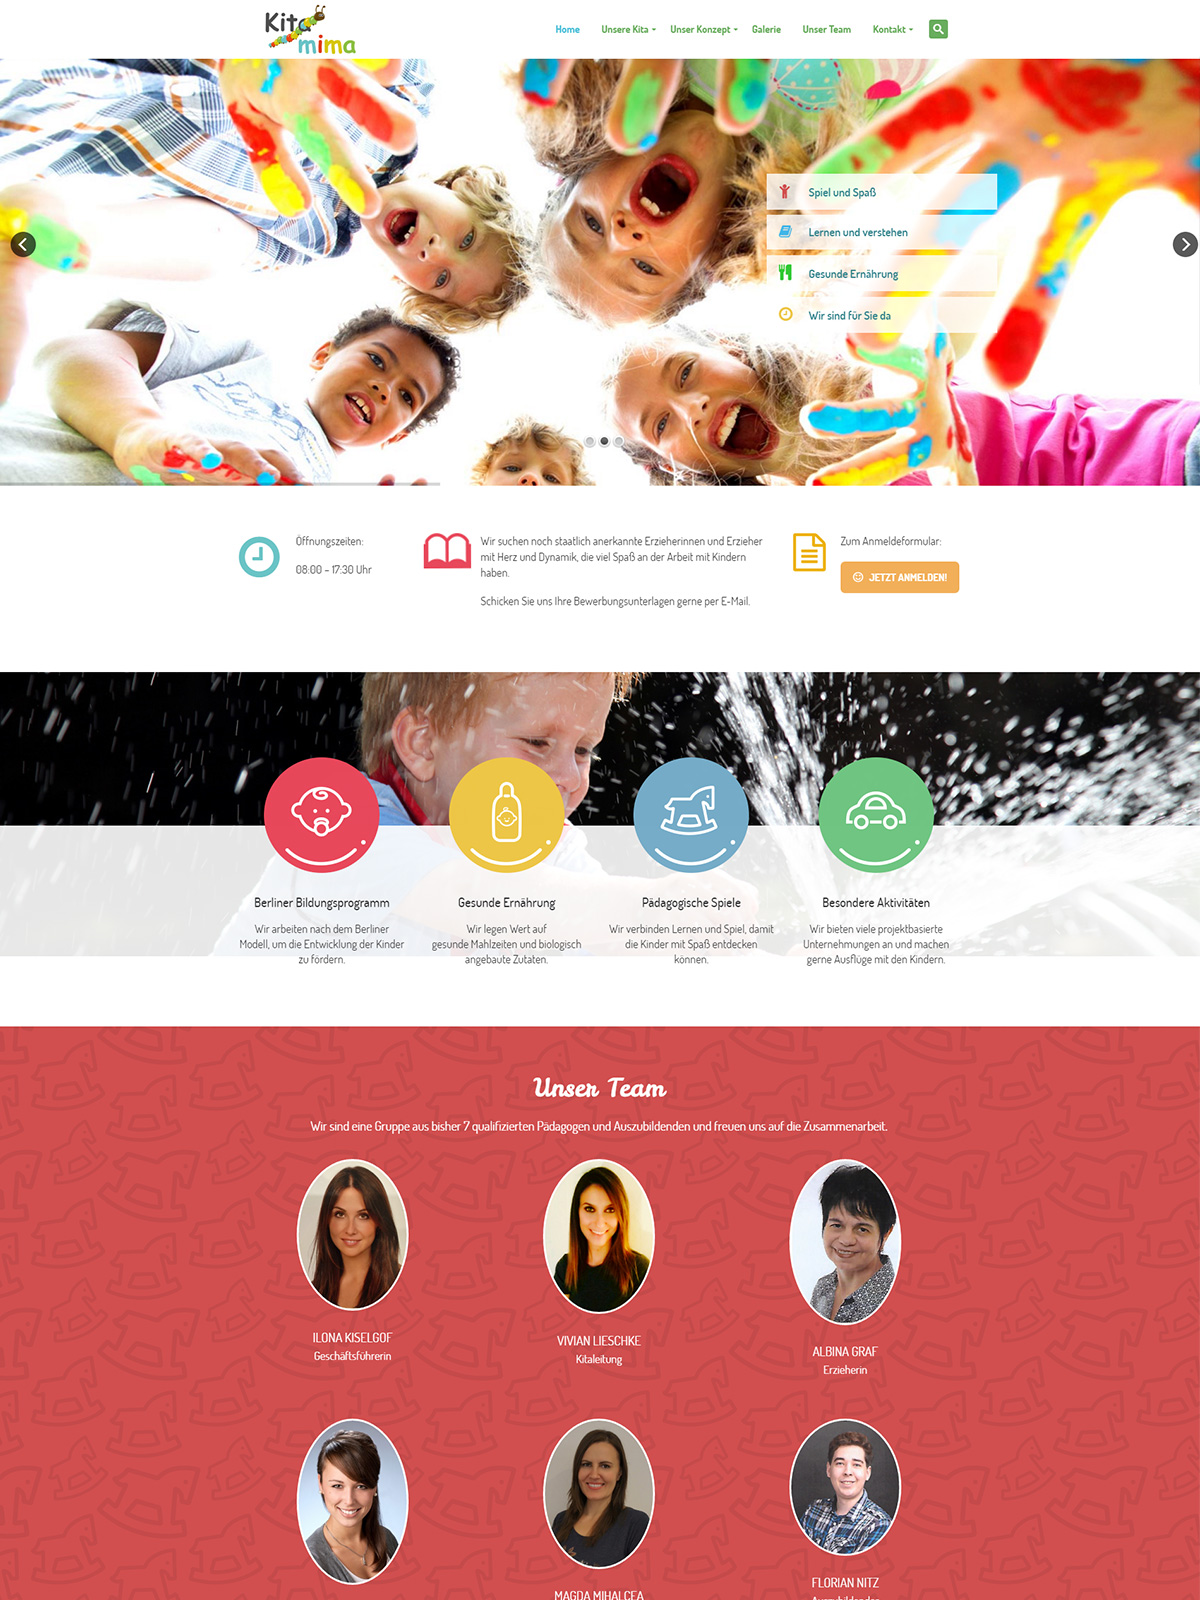 Kita
mima
Home Unsere Kita Unser Konzept Galerie Unser Team Kontakt
Spiel und Spaß
Lernen und verstehen
Gesunde Ernährung
Wir sind für Sie da
Öffnungszeiten:
08:00 – 17:30 Uhr
Wir suchen noch staatlich anerkannte Erzieherinnen und Erzieher
mit Herz und Dynamik, die viel Spaß an der Arbeit mit Kindern
haben.
Schicken Sie uns Ihre Bewerbungsunterlagen gerne per E-Mail.
Zum Anmeldeformular:
JETZT ANMELDEN!
Berliner Bildungsprogramm
Wir arbeiten nach dem Berliner
Modell, um die Entwicklung der Kinder
zu fördern.
Gesunde Ernährung
Wir legen Wert auf
gesunde Mahlzeiten und biologisch
angebaute Zutaten.
Pädagogische Spiele
Wir verbinden Lernen und Spiel, damit
die Kinder mit Spaß entdecken
können.
Besondere Aktivitäten
Wir bieten viele projektbasierte
Unternehmungen an und machen
gerne Ausflüge mit den Kindern.
Unser Team
Wir sind eine Gruppe aus bisher 7 qualifizierten Pädagogen und Auszubildenden und freuen uns auf die Zusammenarbeit.
ILONA KISELGOF
Geschäftsführerin
VIVIAN LIESCHKE
Kitaleitung
ALBINA GRAF
Erzieherin
MAGDA MIHALCEA
FLORIAN NITZ